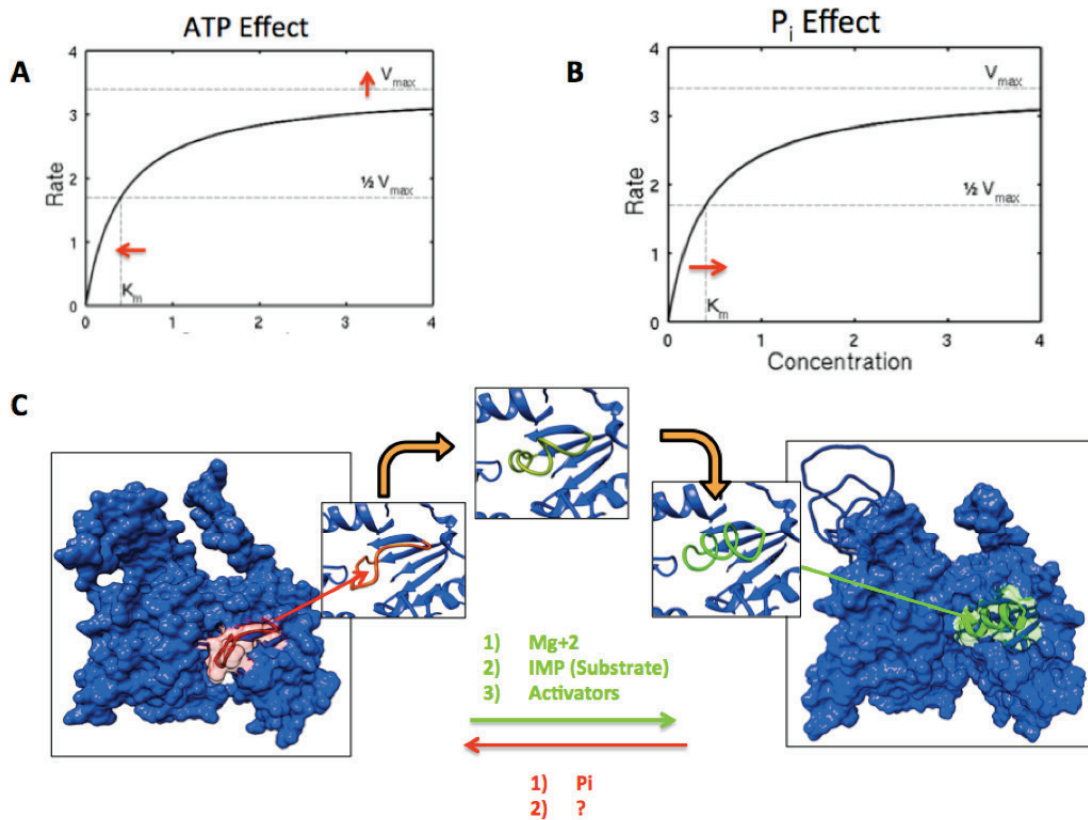 ATP Effect
A
4
3
2
1
0
Rate
Vmax
½ Vmax
Km
0 1 2 3 4
Pi Effect
B
4
3
2
1
0
Rate
Vmax
½ Vmax
Km
0 1 2 3 4
Concentration
C
1) Mg+2
2) IMP (Substrate)
3) Activators
1) Pi
2) ?